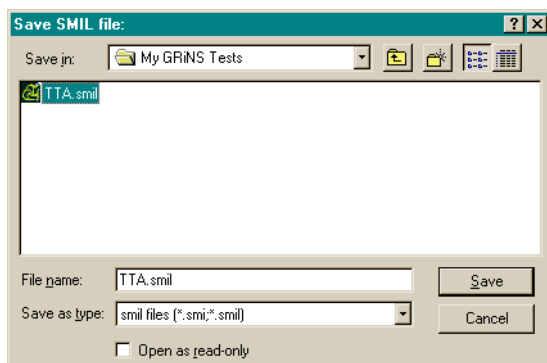 Save SMIL file:
Save in: My GRiNS Tests
TTA.smil
File name: TTA.smil Save
Save as type: smil files (*.smi;*.smil) Cancel
Open as read-only